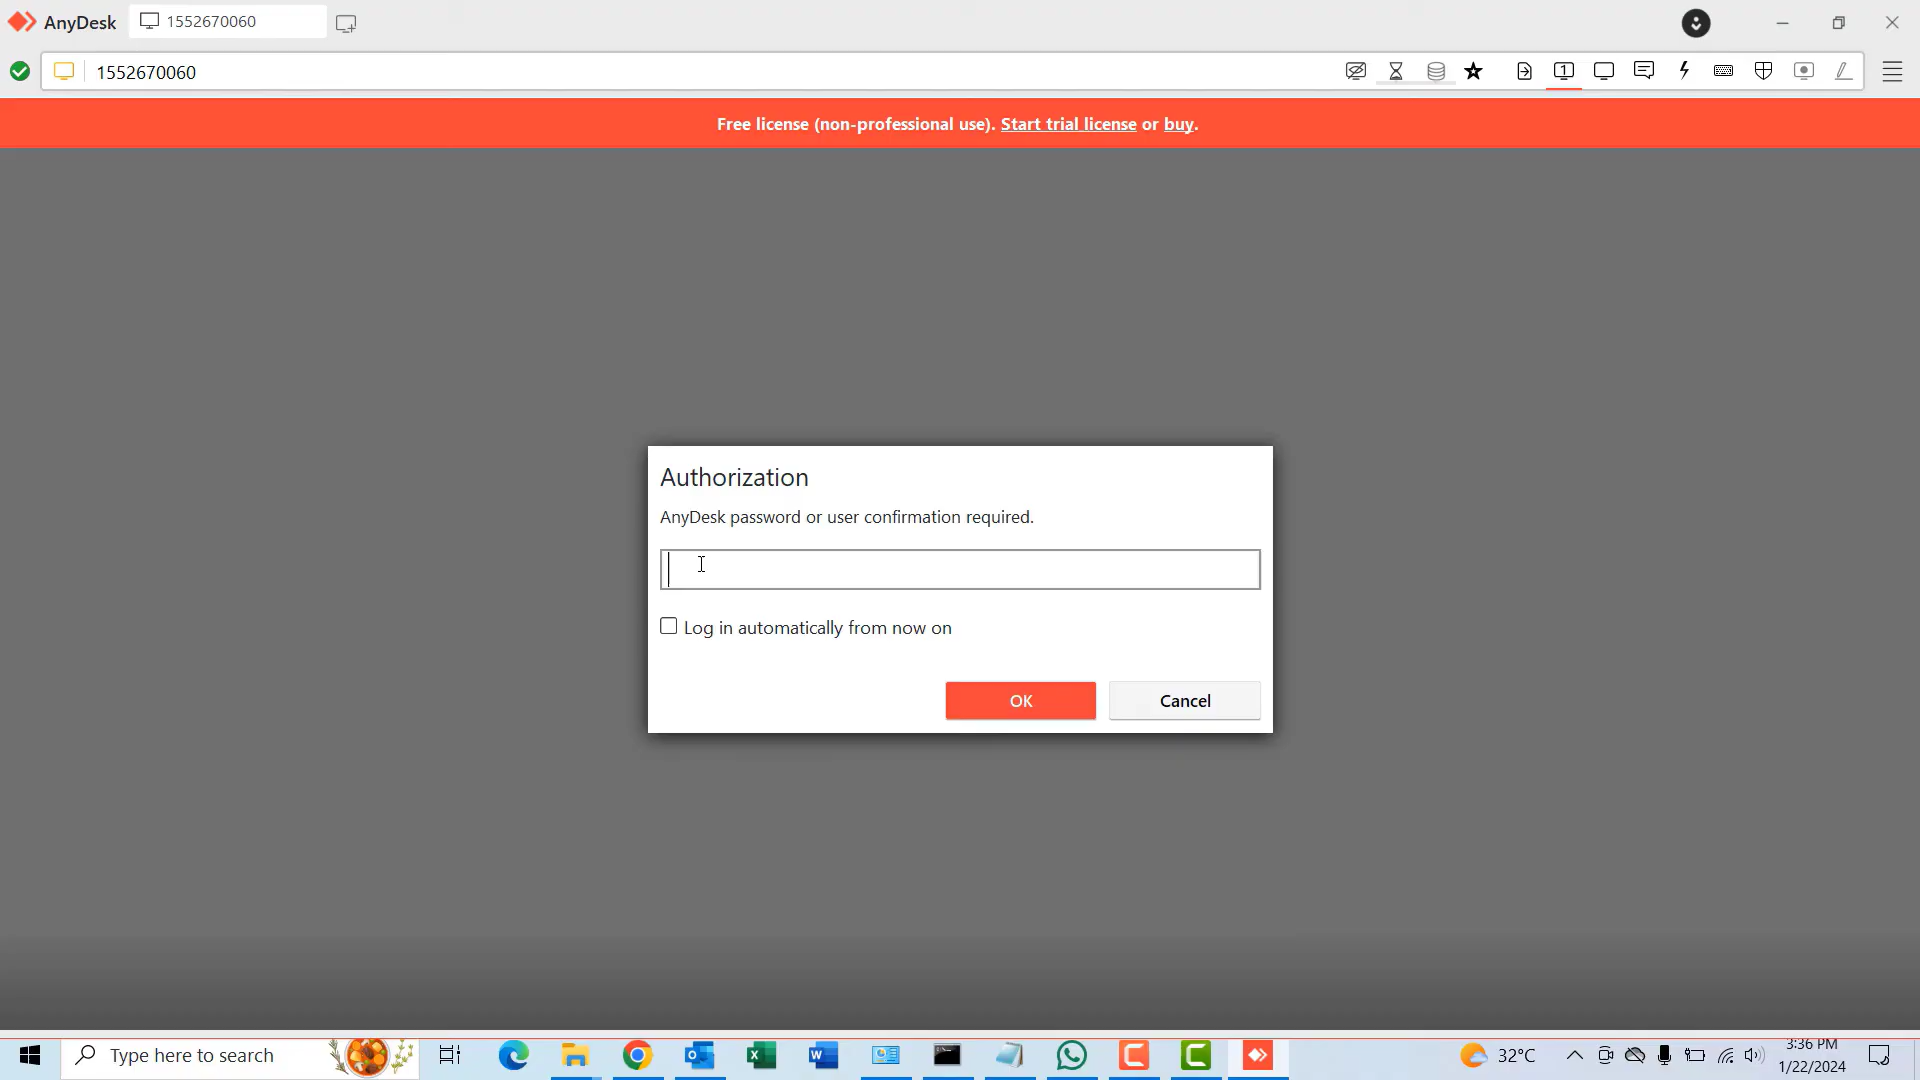 AnyDesk
1552670060
1552670060
1
Free license (non-professional use). Start trial license or buy.
Authorization
AnyDesk password or user confirmation required.
Log in automatically from now on
OK
Cancel
Type here to search
32°C
3:36 PM
1/22/2024